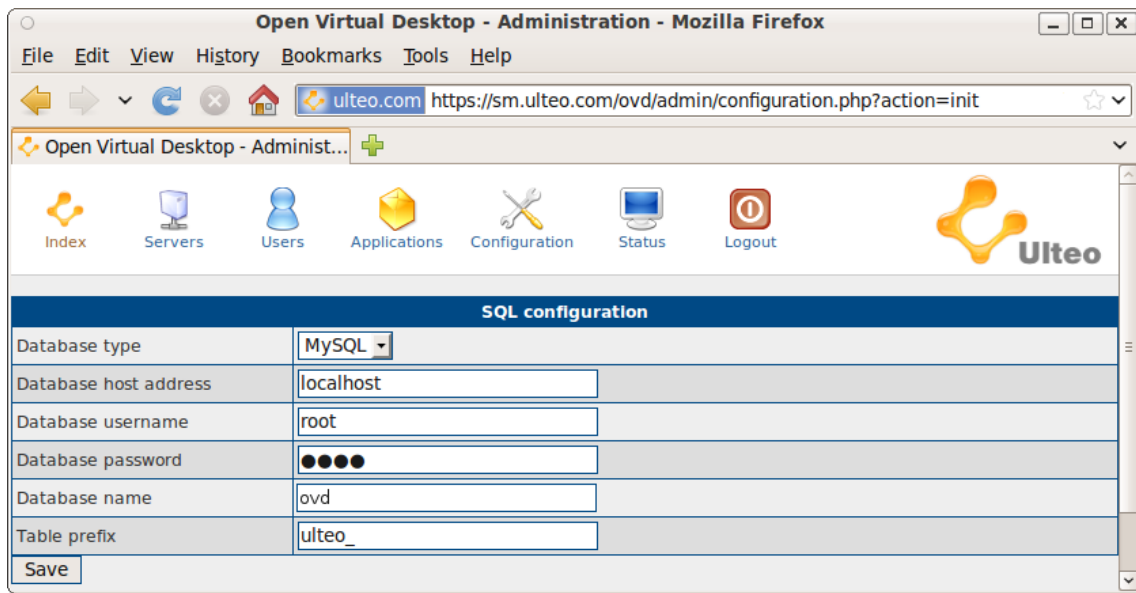 Open Virtual Desktop - Administration - Mozilla Firefox
File Edit View History Bookmarks Tools Help
ulteo.com https://sm.ulteo.com/ovd/admin/configuration.php?action=init
Open Virtual Desktop - Administ...
Index Servers Users Applications Configuration Status Logout Ulteo
SQL configuration
Database type MySQL
Database host address localhost
Database username root
Database password ●●●●
Database name ovd
Table prefix ulteo_
Save